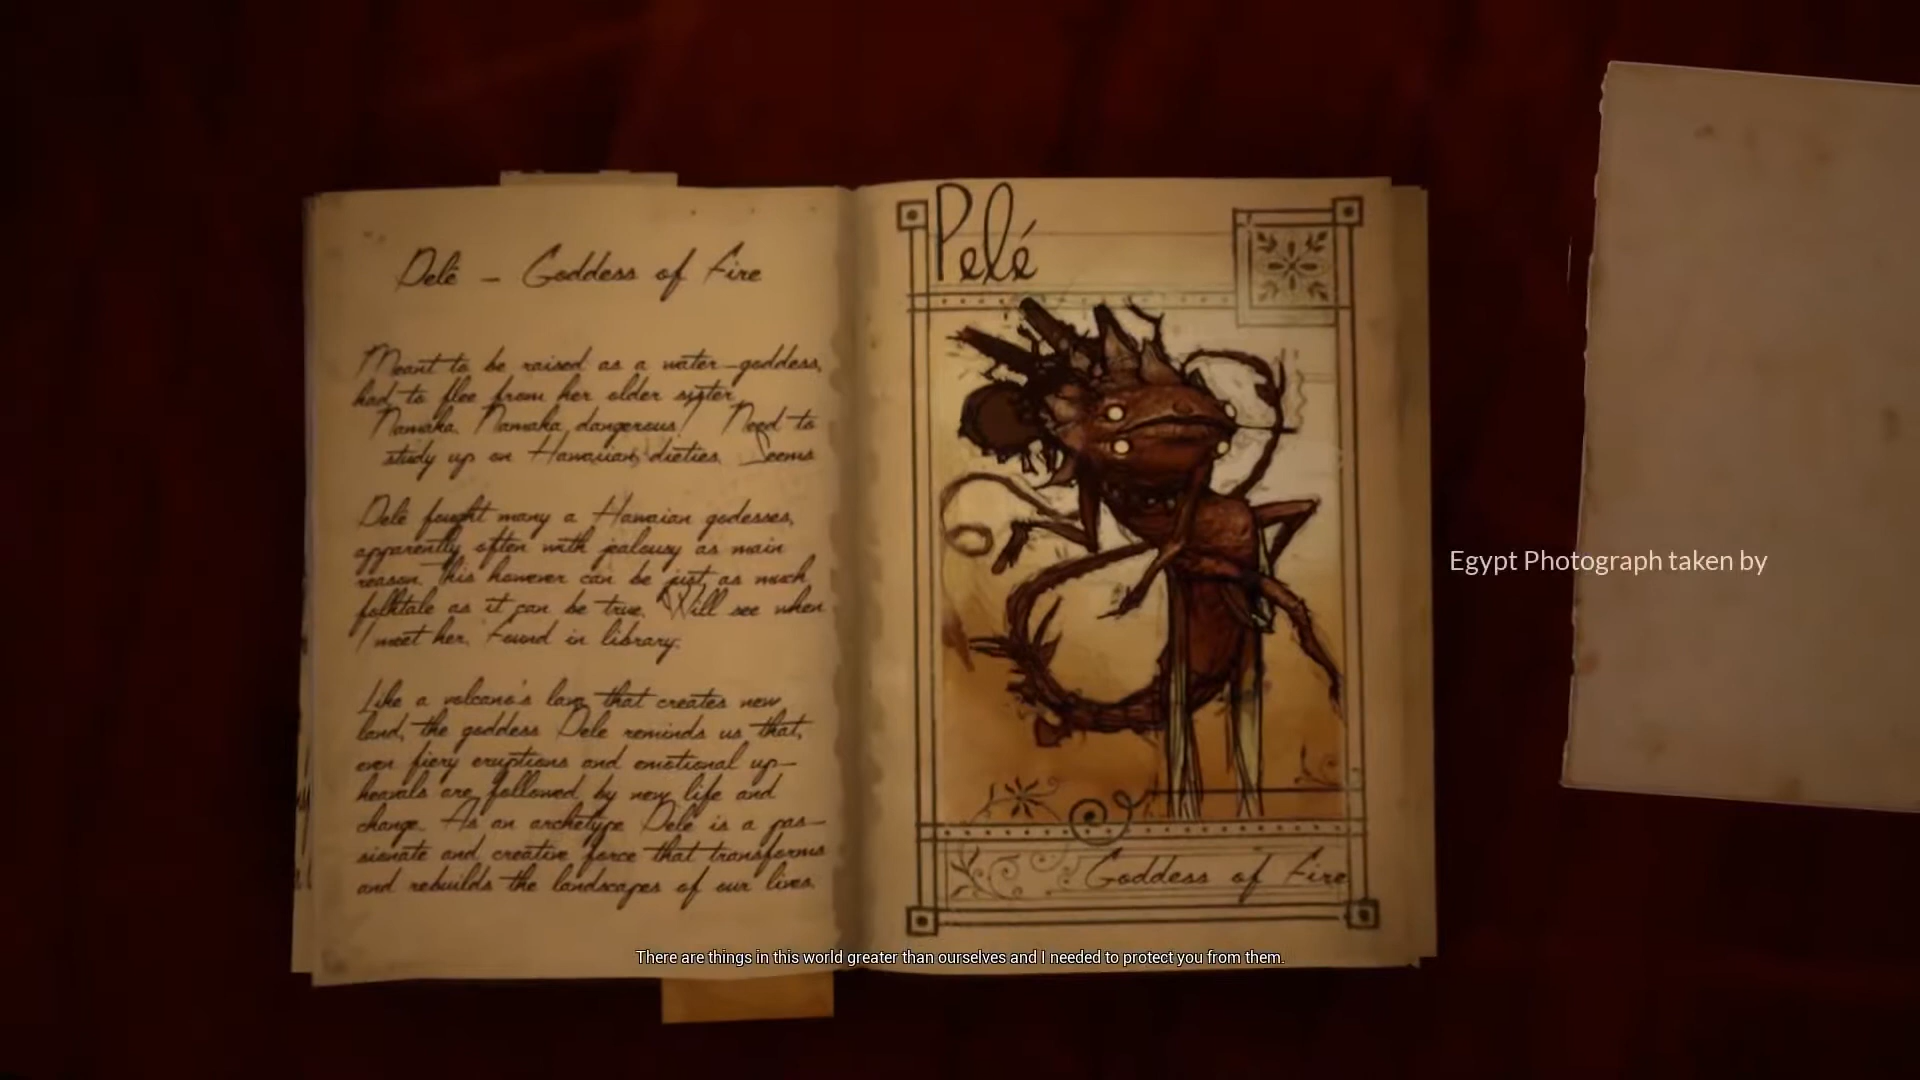 Pelé – Goddess of Fire
Meant to be raised as a water-goddess,
had to flee from her older sister
Namaka. Namaka dangerous! Need to
study up on Hawaiian dieties. Seems
Pelé fought many a Hawaian godesses,
apparently often with jealousy as main
reason. This however can be just as much
folktale as it can be true. Will see when
I meet her. Found in library.
Like a volcano's lava that creates new
land, the goddess Pele reminds us that,
even fiery eruptions and emotional up-
heavals are followed by new life and
change. As an archetype Pele is a pas-
sionate and creative force that transforms
and rebuilds the landscapes of our lives.
Pelé
Goddess of Fire
Egypt Photograph taken by
There are things in this world greater than ourselves and I needed to protect you from them.